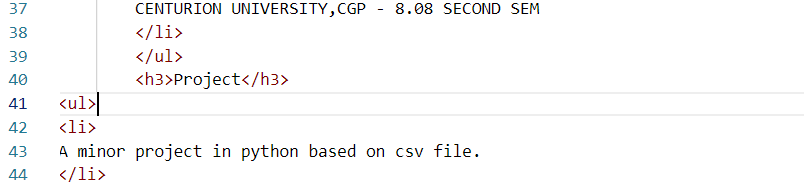 37 CENTURION UNIVERSITY,CGP - 8.08 SECOND SEM
38 </li>
39 </ul>
40 <h3>Project</h3>
41 <ul>
42 <li>
43 A minor project in python based on csv file.
44 </li>